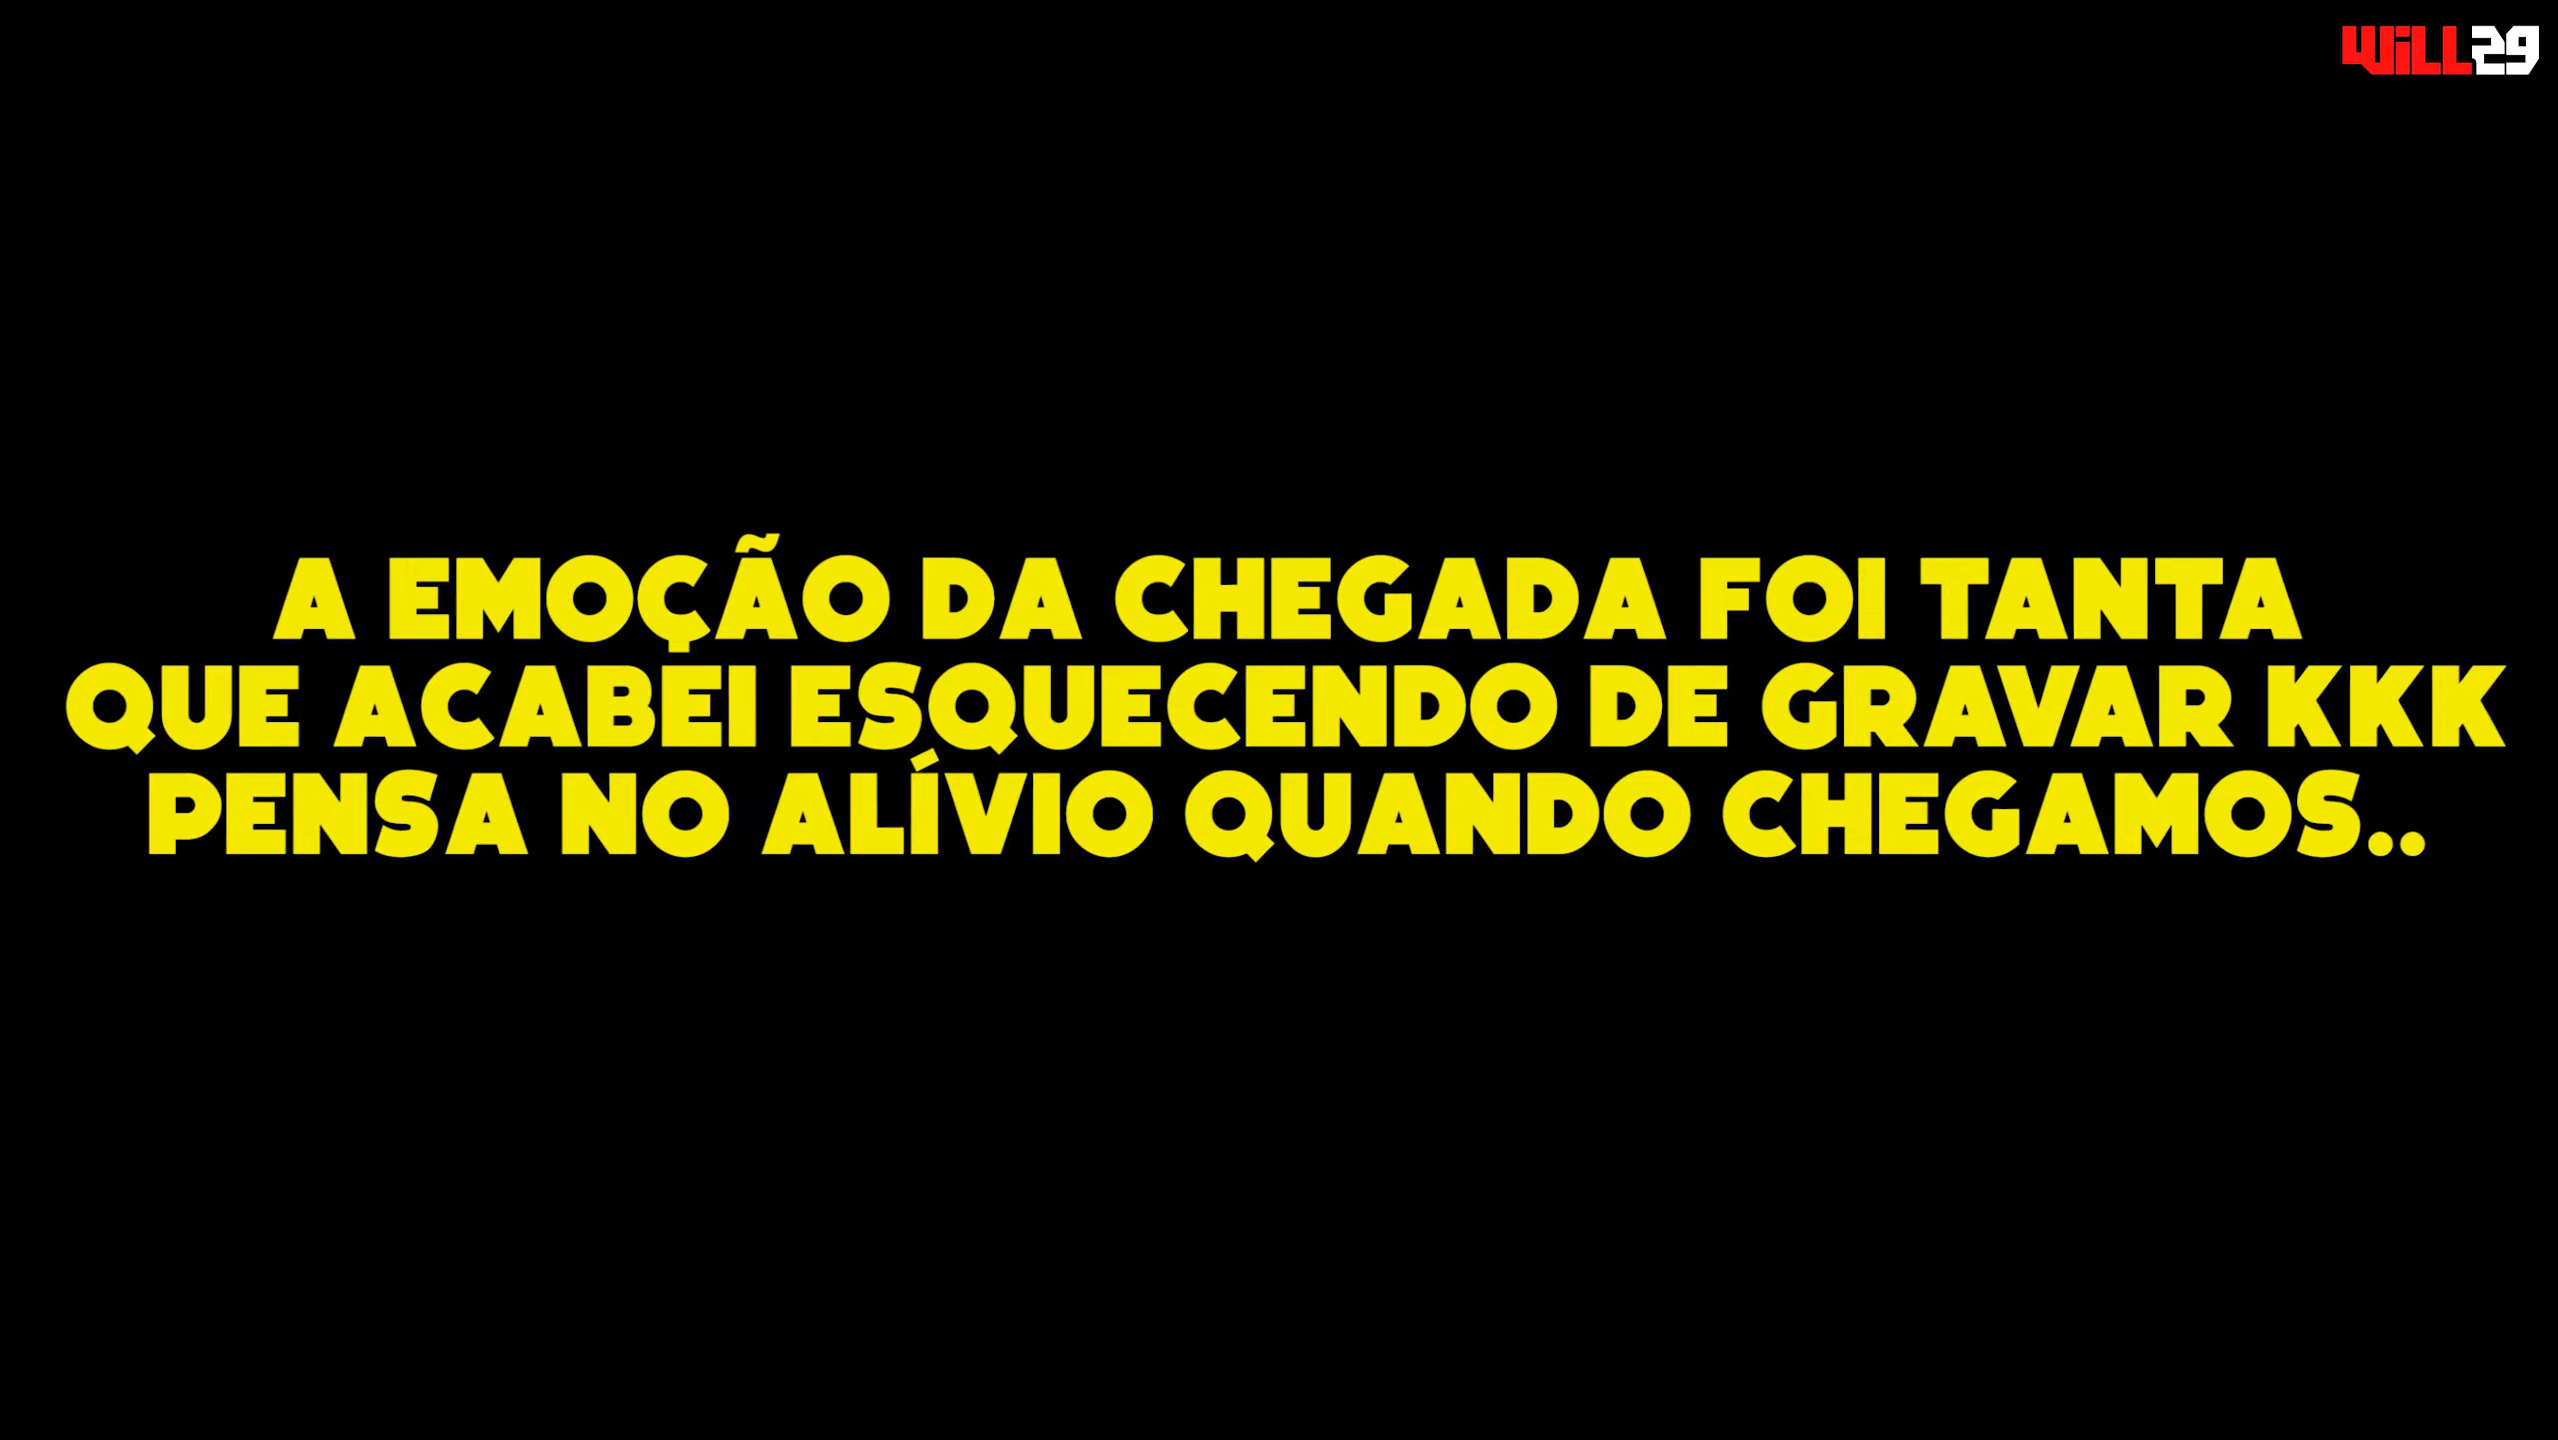 WiLL29
A EMOÇÃO DA CHEGADA FOI TANTA
QUE ACABEI ESQUECENDO DE GRAVAR KKK
PENSA NO ALÍVIO QUANDO CHEGAMOS..